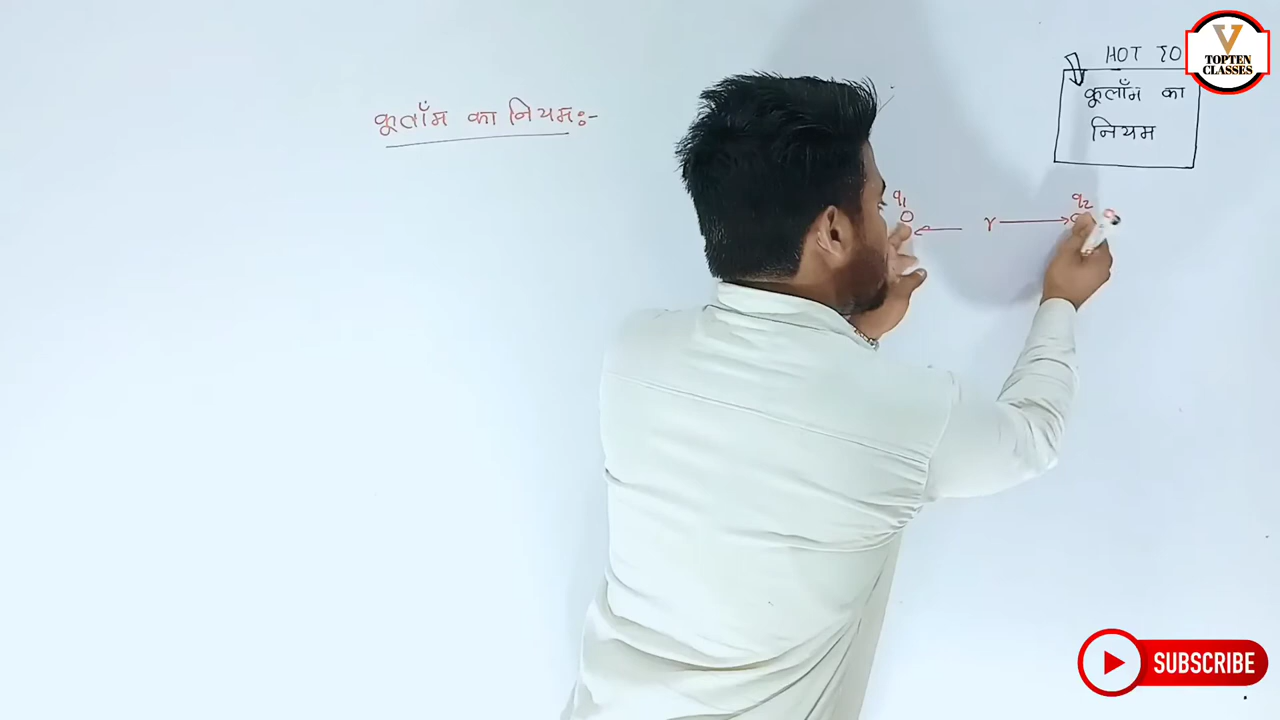 कूलाँम का नियम:-
HOT TO
कूलाँम का
नियम
q₁
q₂
r
V
TOPTEN
CLASSES
SUBSCRIBE